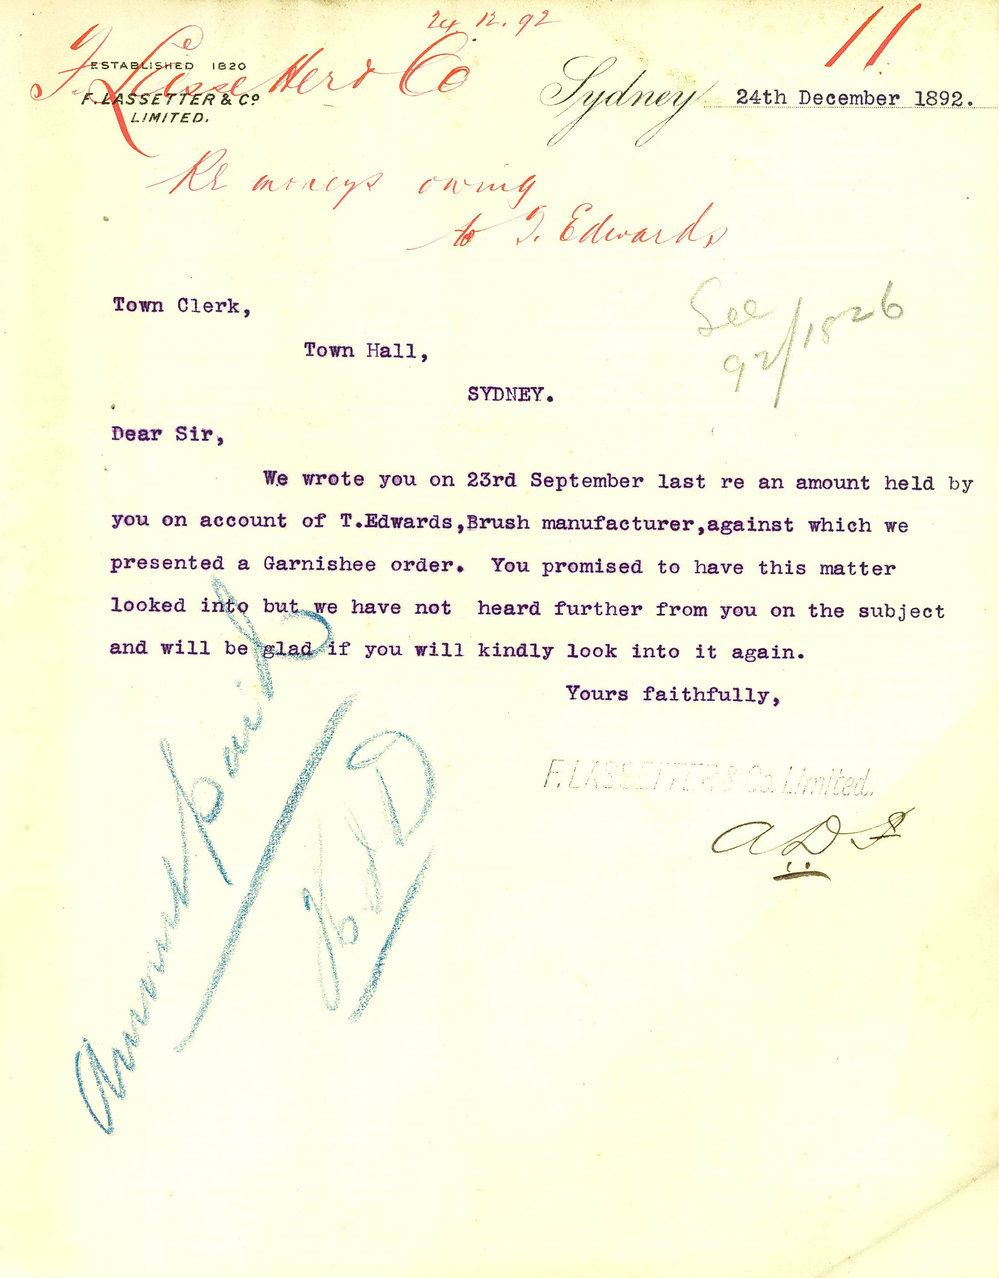 24.12.92
11
F. Lassetter & Co
ESTABLISHED 1820
F. LASSETTER & Co
LIMITED.
Sydney 24th December 1892.
Re moneys owing
to T. Edwards
See
92/1826
Town Clerk,
Town Hall,
SYDNEY.
Dear Sir,
We wrote you on 23rd September last re an amount held by
you on account of T.Edwards,Brush manufacturer,against which we
presented a Garnishee order. You promised to have this matter
looked into but we have not heard further from you on the subject
and will be glad if you will kindly look into it again.
Yours faithfully,
F. LASSETTER & Co. Limited.